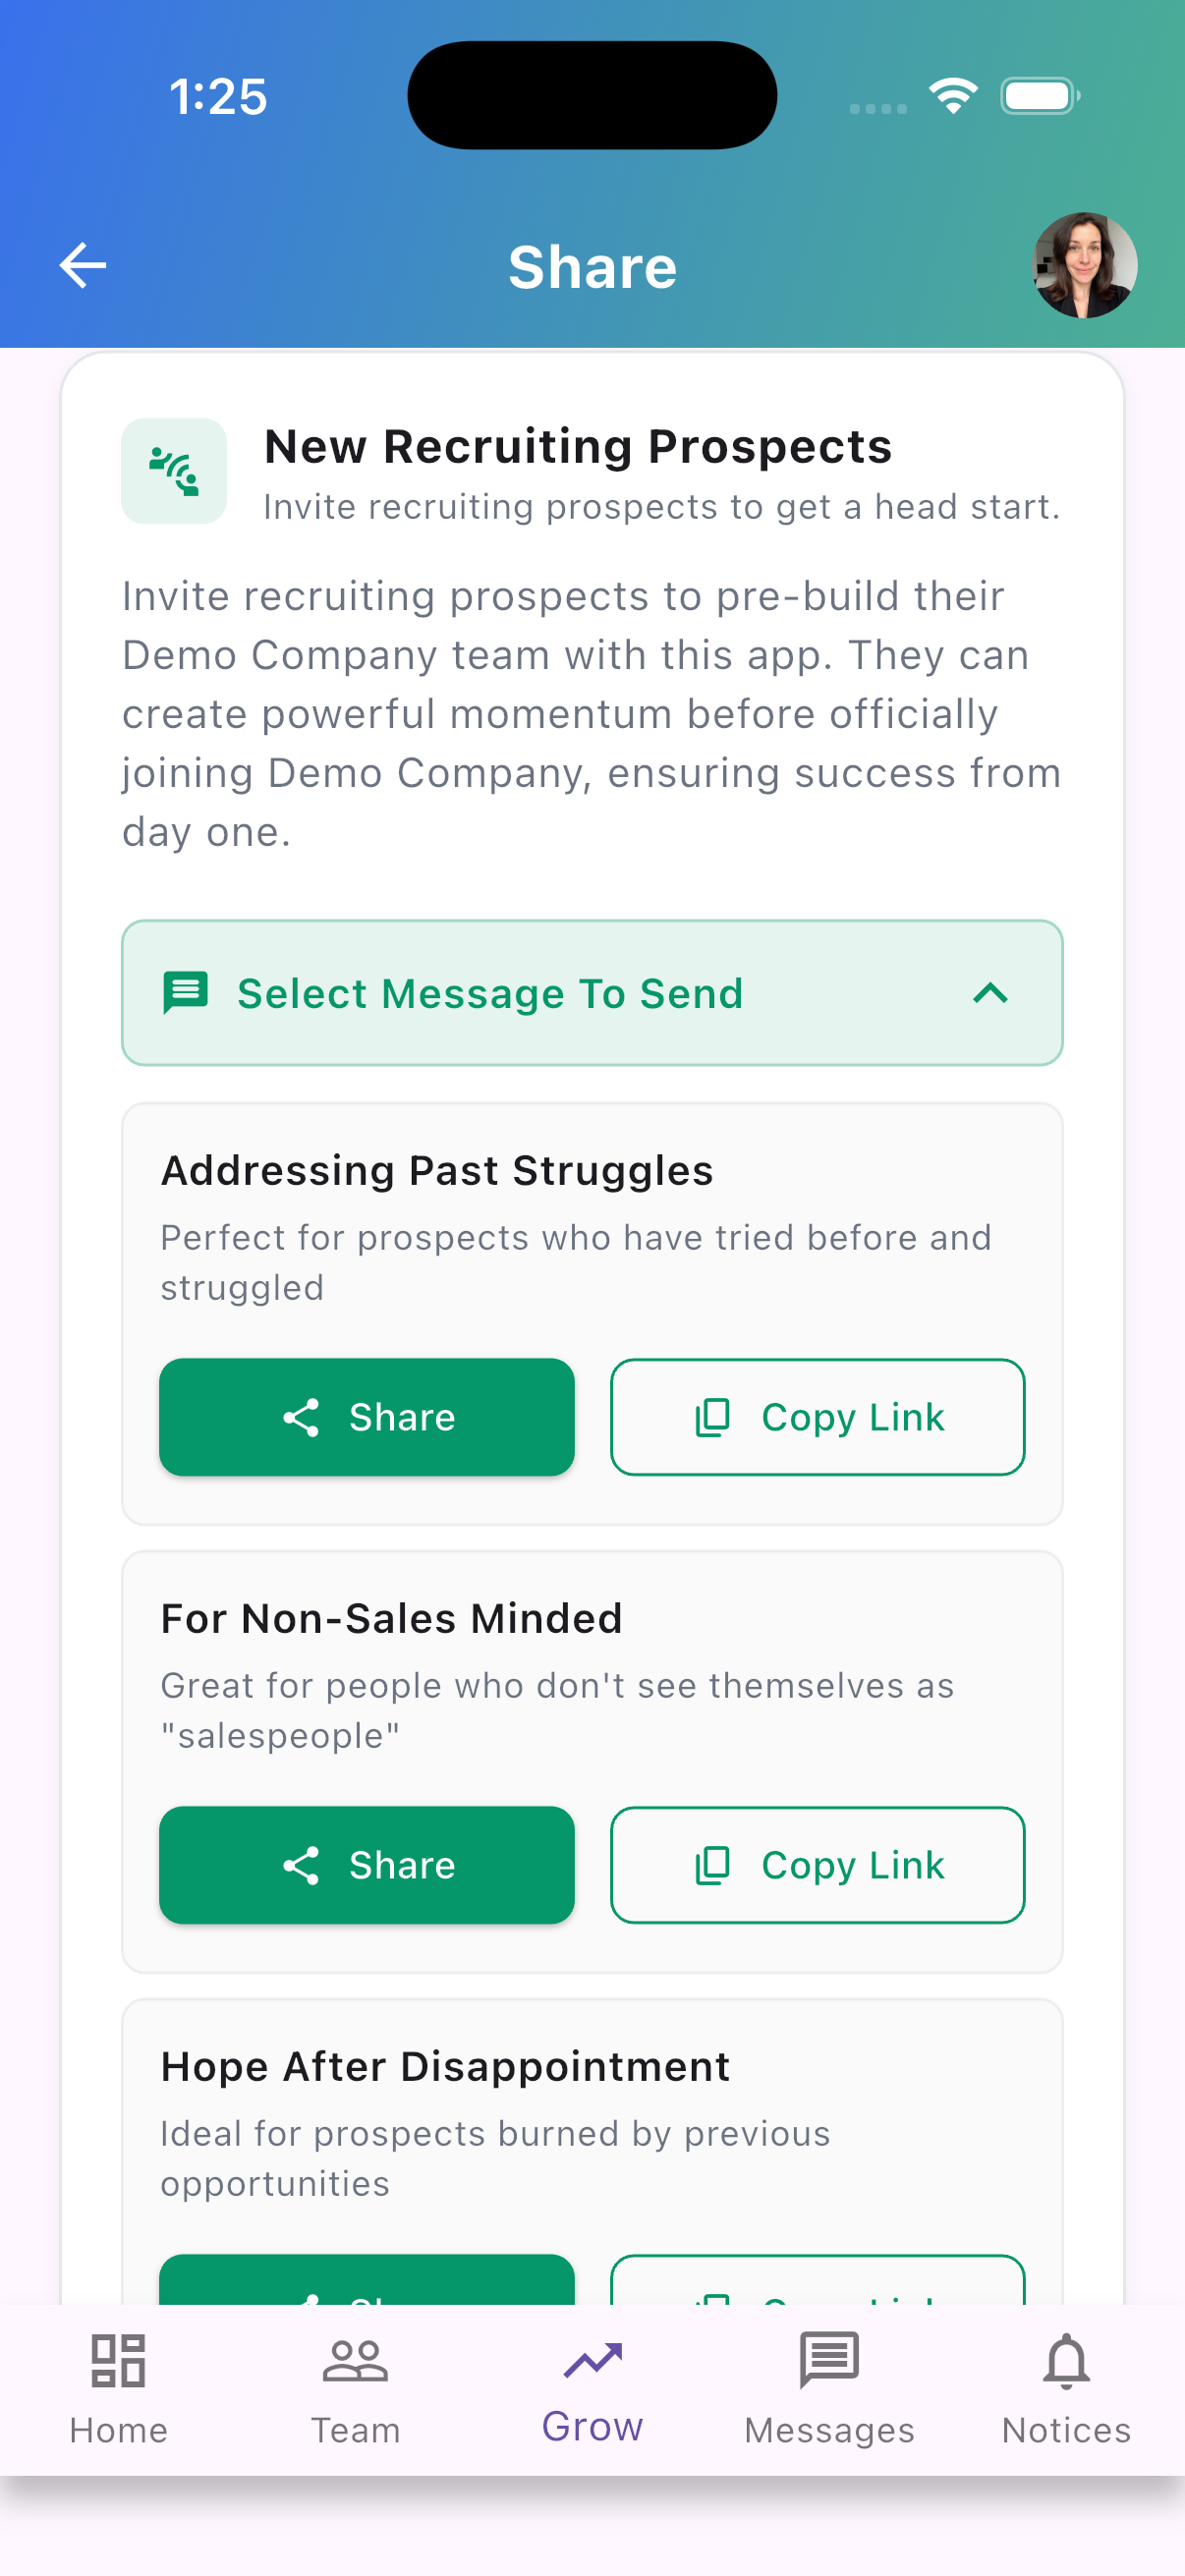 1:25
Share
New Recruiting Prospects
Invite recruiting prospects to get a head start.
Invite recruiting prospects to pre-build their
Demo Company team with this app. They can
create powerful momentum before officially
joining Demo Company, ensuring success from
day one.
Select Message To Send
Addressing Past Struggles
Perfect for prospects who have tried before and
struggled
Share
Copy Link
For Non-Sales Minded
Great for people who don't see themselves as
"salespeople"
Share
Copy Link
Hope After Disappointment
Ideal for prospects burned by previous
opportunities
Home
Team
Grow
Messages
Notices